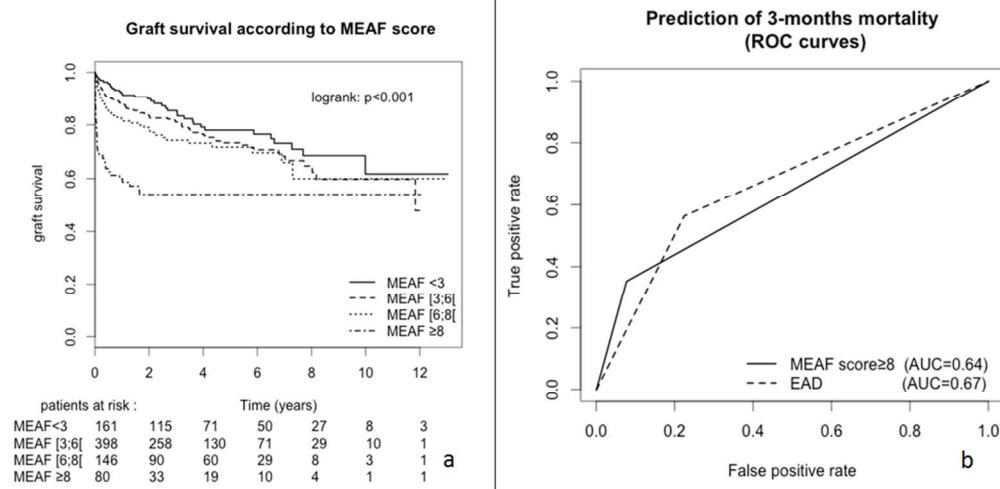 Graft survival according to MEAF score
1.0
0.8
0.6
0.4
0.2
0.0
graft survival
logrank: p<0.001
MEAF <3
MEAF [3;6[
MEAF [6;8[
MEAF ≥8
0 2 4 6 8 10 12
patients at risk : Time (years)
MEAF<3 161 115 71 50 27 8 3
MEAF [3;6[ 398 258 130 71 29 10 1
MEAF [6;8[ 146 90 60 29 8 3 1
MEAF ≥8 80 33 19 10 4 1 1
a
Prediction of 3-months mortality
(ROC curves)
1.0
0.8
0.6
0.4
0.2
0.0
True positive rate
MEAF score≥8 (AUC=0.64)
EAD (AUC=0.67)
0.0 0.2 0.4 0.6 0.8 1.0
False positive rate
b